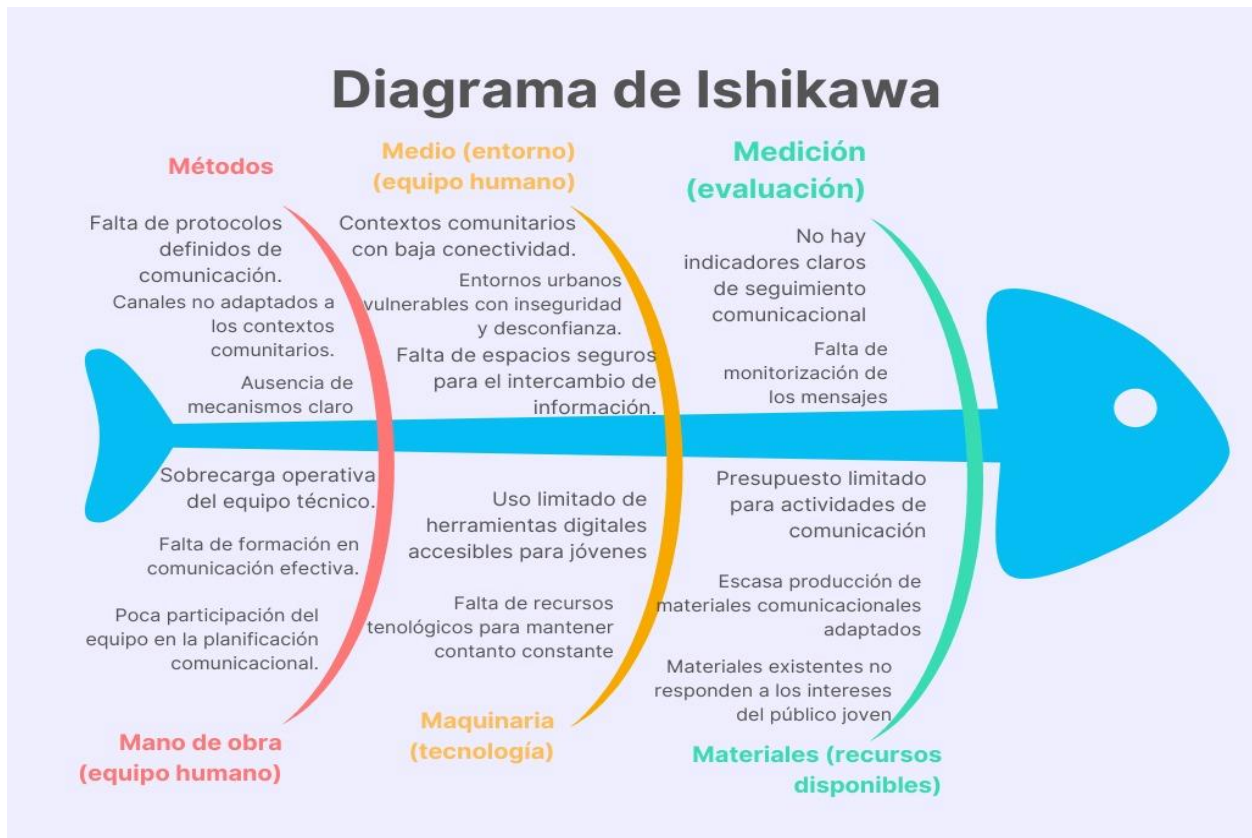 Diagrama de Ishikawa
Métodos
Falta de protocolos
definidos de
comunicación.
Canales no adaptados a
los contextos
comunitarios.
Ausencia de
mecanismos claro
Medio (entorno)
(equipo humano)
Contextos comunitarios
con baja conectividad.
Entornos urbanos
vulnerables con inseguridad
y desconfianza.
Falta de espacios seguros
para el intercambio de
información.
Medición
(evaluación)
No hay
indicadores claros
de seguimiento
comunicacional
Falta de
monitorización de
los mensajes
Sobrecarga operativa
del equipo técnico.
Falta de formación en
comunicación efectiva.
Poca participación del
equipo en la planificación
comunicacional.
Mano de obra
(equipo humano)
Uso limitado de
herramientas digitales
accesibles para jóvenes
Falta de recursos
tenológicos para mantener
contanto constante
Maquinaria
(tecnología)
Presupuesto limitado
para actividades de
comunicación
Escasa producción de
materiales comunicacionales
adaptados
Materiales existentes no
responden a los intereses
del público joven
Materiales (recursos
disponibles)